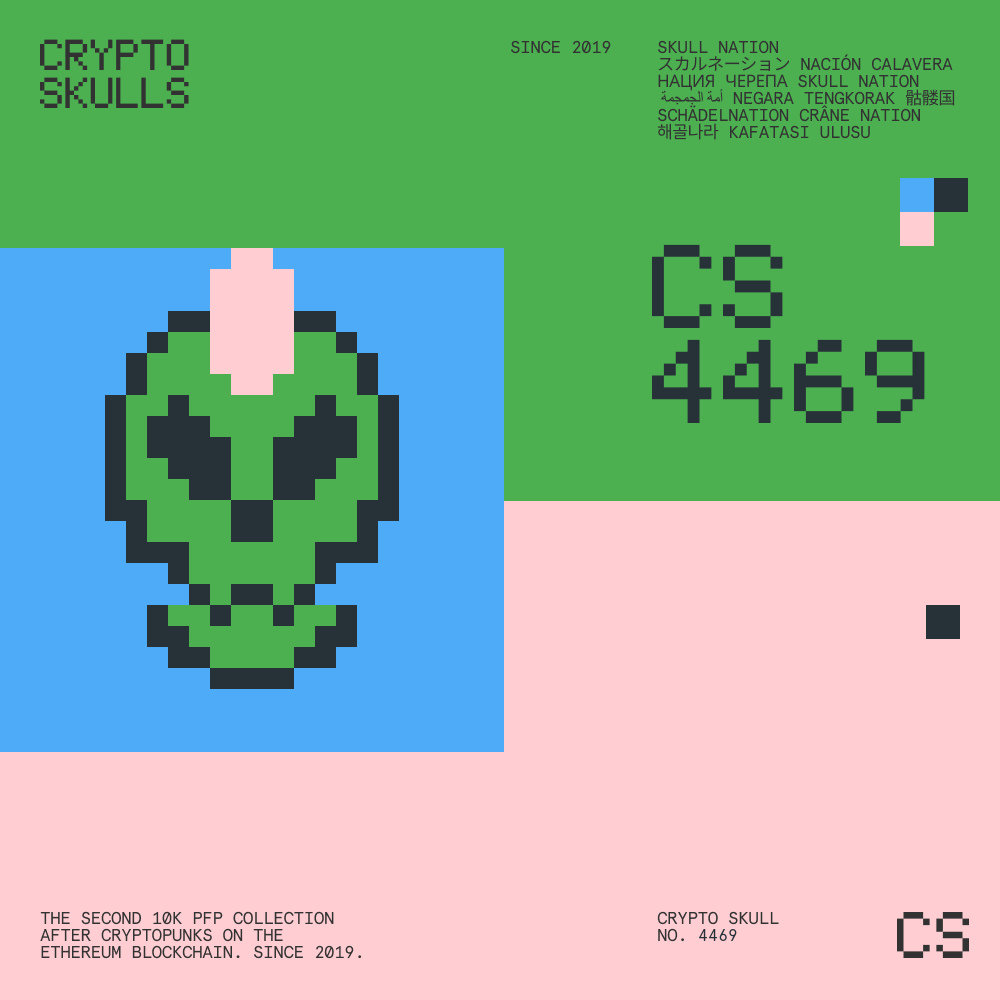 CRYPTO
SKULLS
SINCE 2019
SKULL NATION
スカルネーション NACIÓN CALAVERA
НАЦИЯ ЧЕРЕПА SKULL NATION
أمة الجمجمة NEGARA TENGKORAK 骷髅国
SCHÄDELNATION CRÂNE NATION
해골나라 KAFATASI ULUSU
CS
4469
THE SECOND 10K PFP COLLECTION
AFTER CRYPTOPUNKS ON THE
ETHEREUM BLOCKCHAIN. SINCE 2019.
CRYPTO SKULL
NO. 4469
CS